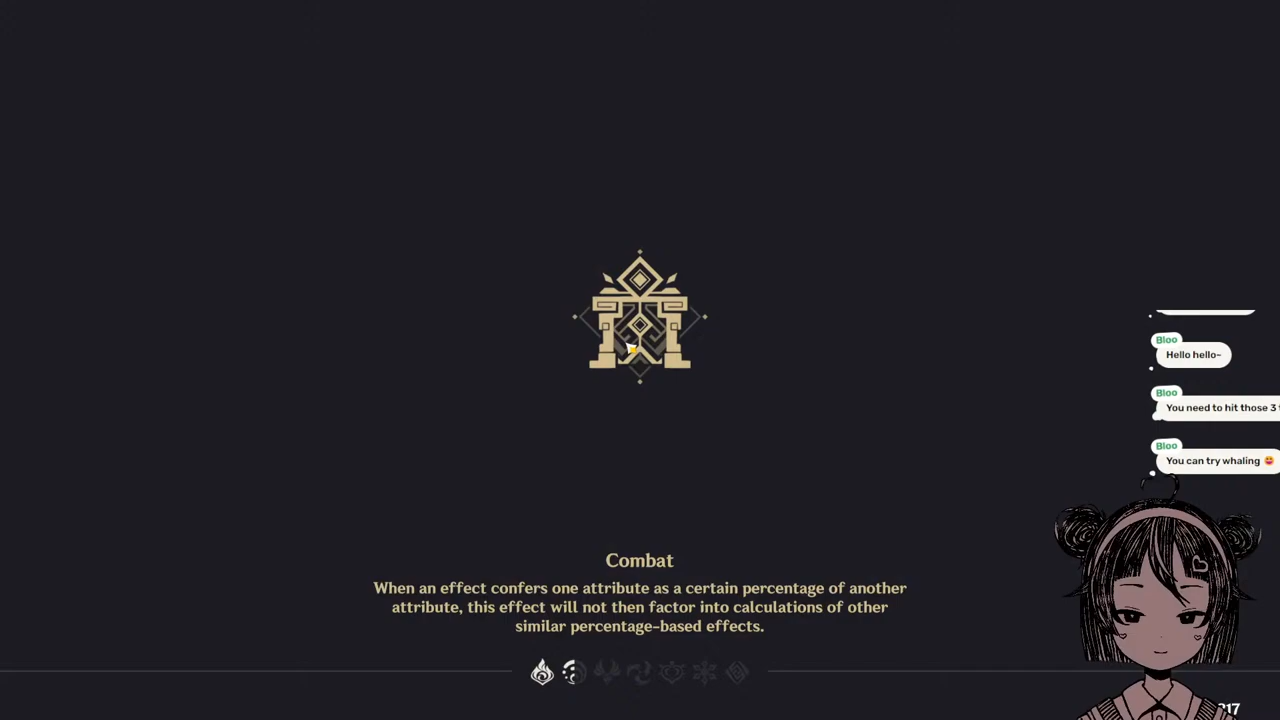 Bloo
Hello hello~
Bloo
You need to hit those 3
Bloo
You can try whaling 😛
Combat
When an effect confers one attribute as a certain percentage of another
attribute, this effect will not then factor into calculations of other
similar percentage-based effects.